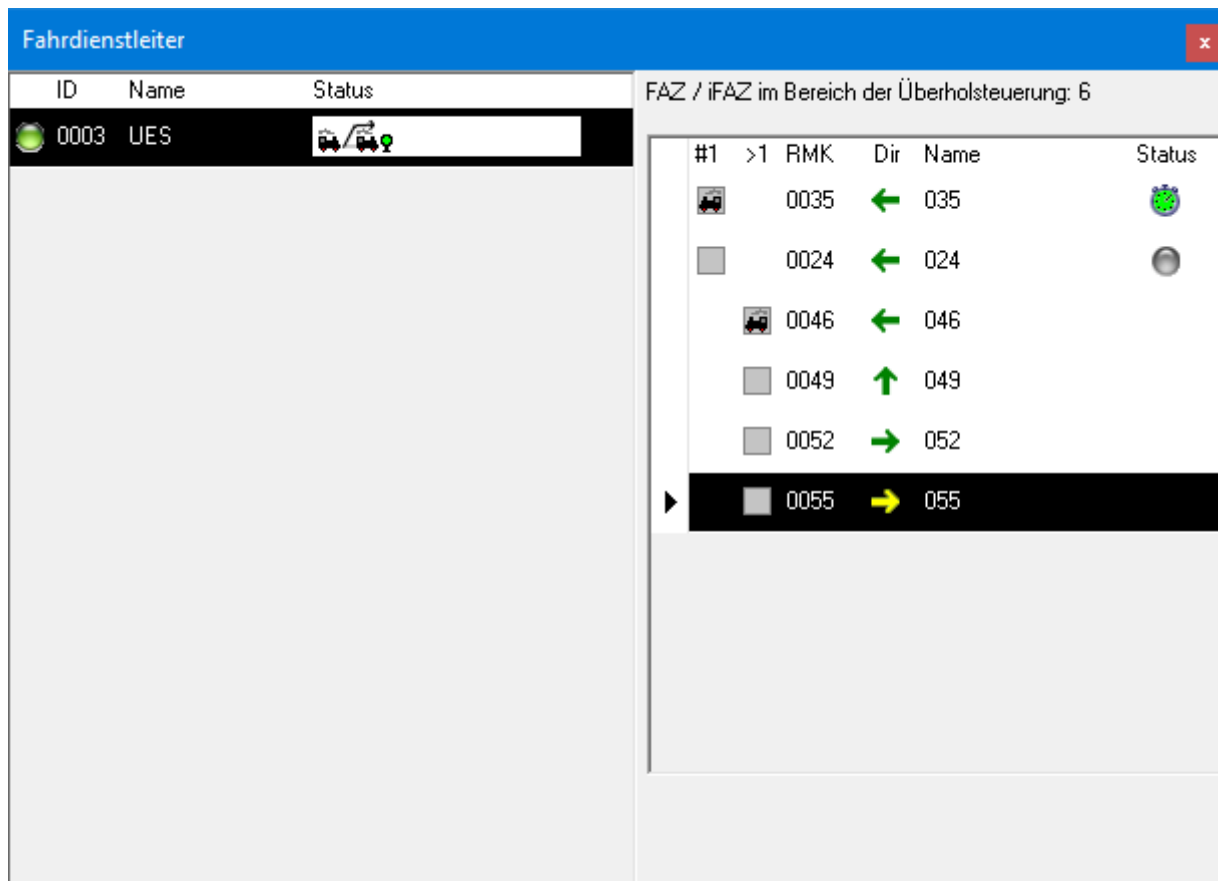 Fahrdienstleiter
x
ID Name Status
0003 UES
FAZ / iFAZ im Bereich der Überholsteuerung: 6
#1 >1 RMK Dir Name Status
0035 035
0024 024
0046 046
0049 049
0052 052
0055 055